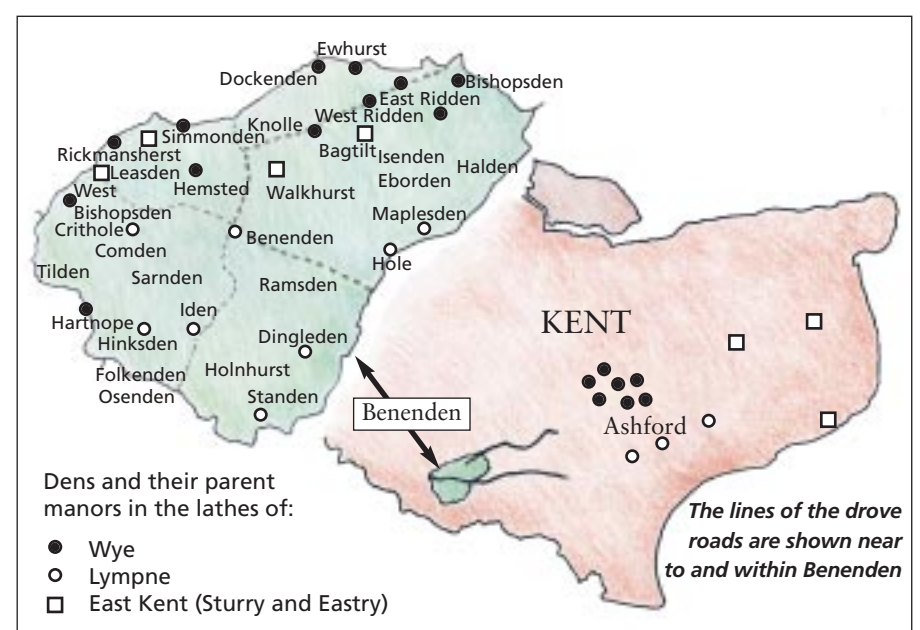 Ewhurst
Dockenden
Bishopsden
East Ridden
West Ridden
Knolle
Simmonden
Bagtilt
Isenden
Rickmansherst
Halden
Leasden
Eborden
Hemsted
Walkhurst
West
Bishopsden
Maplesden
Crithole
Benenden
Comden
Hole
Tilden
Sarnden
Ramsden
Iden
Hartnope
Dingleden
Hinksden
Holnhurst
Folkenden
Osenden
Standen
KENT
Ashford
Benenden
Dens and their parent
manors in the lathes of:
Wye
Lympne
East Kent (Sturry and Eastry)
The lines of the drove
roads are shown near
to and within Benenden